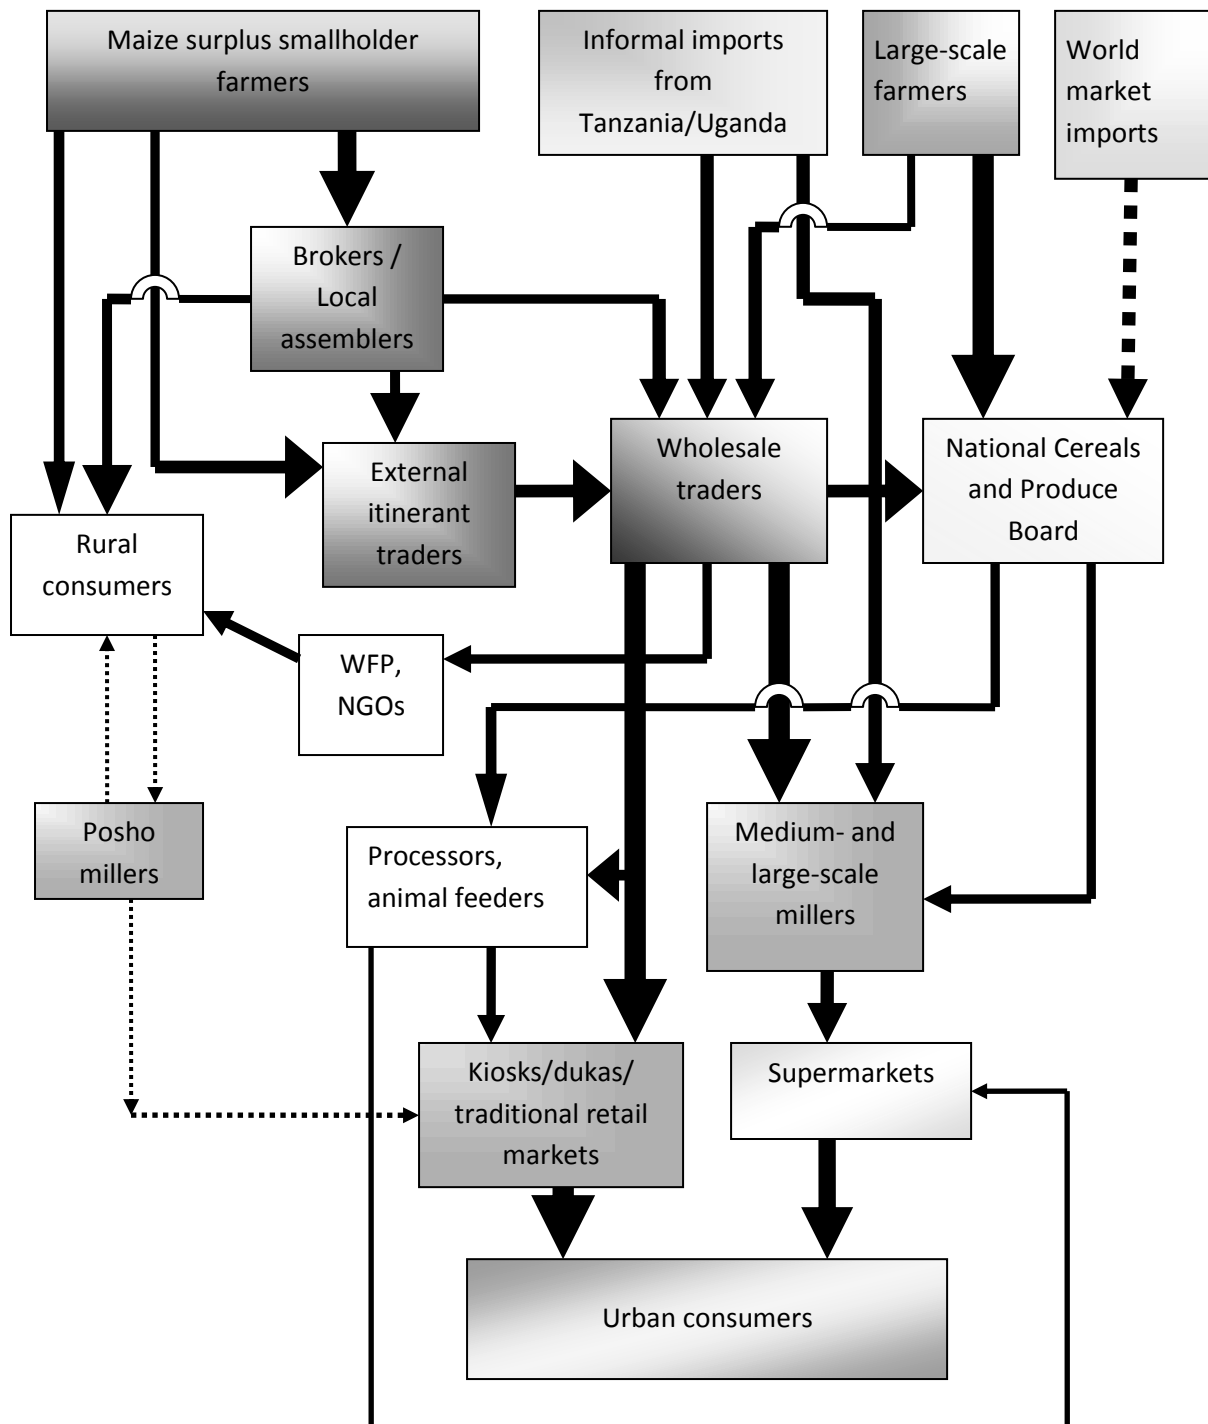 Maize surplus smallholder
farmers
Informal imports
from
Tanzania/Uganda
Large-scale
farmers
World
market
imports
Brokers /
Local
assemblers
External
itinerant
traders
Wholesale
traders
National Cereals
and Produce
Board
Rural
consumers
WFP,
NGOs
Posho
millers
Processors,
animal feeders
Medium- and
large-scale
millers
Kiosks/dukas/
traditional retail
markets
Supermarkets
Urban consumers